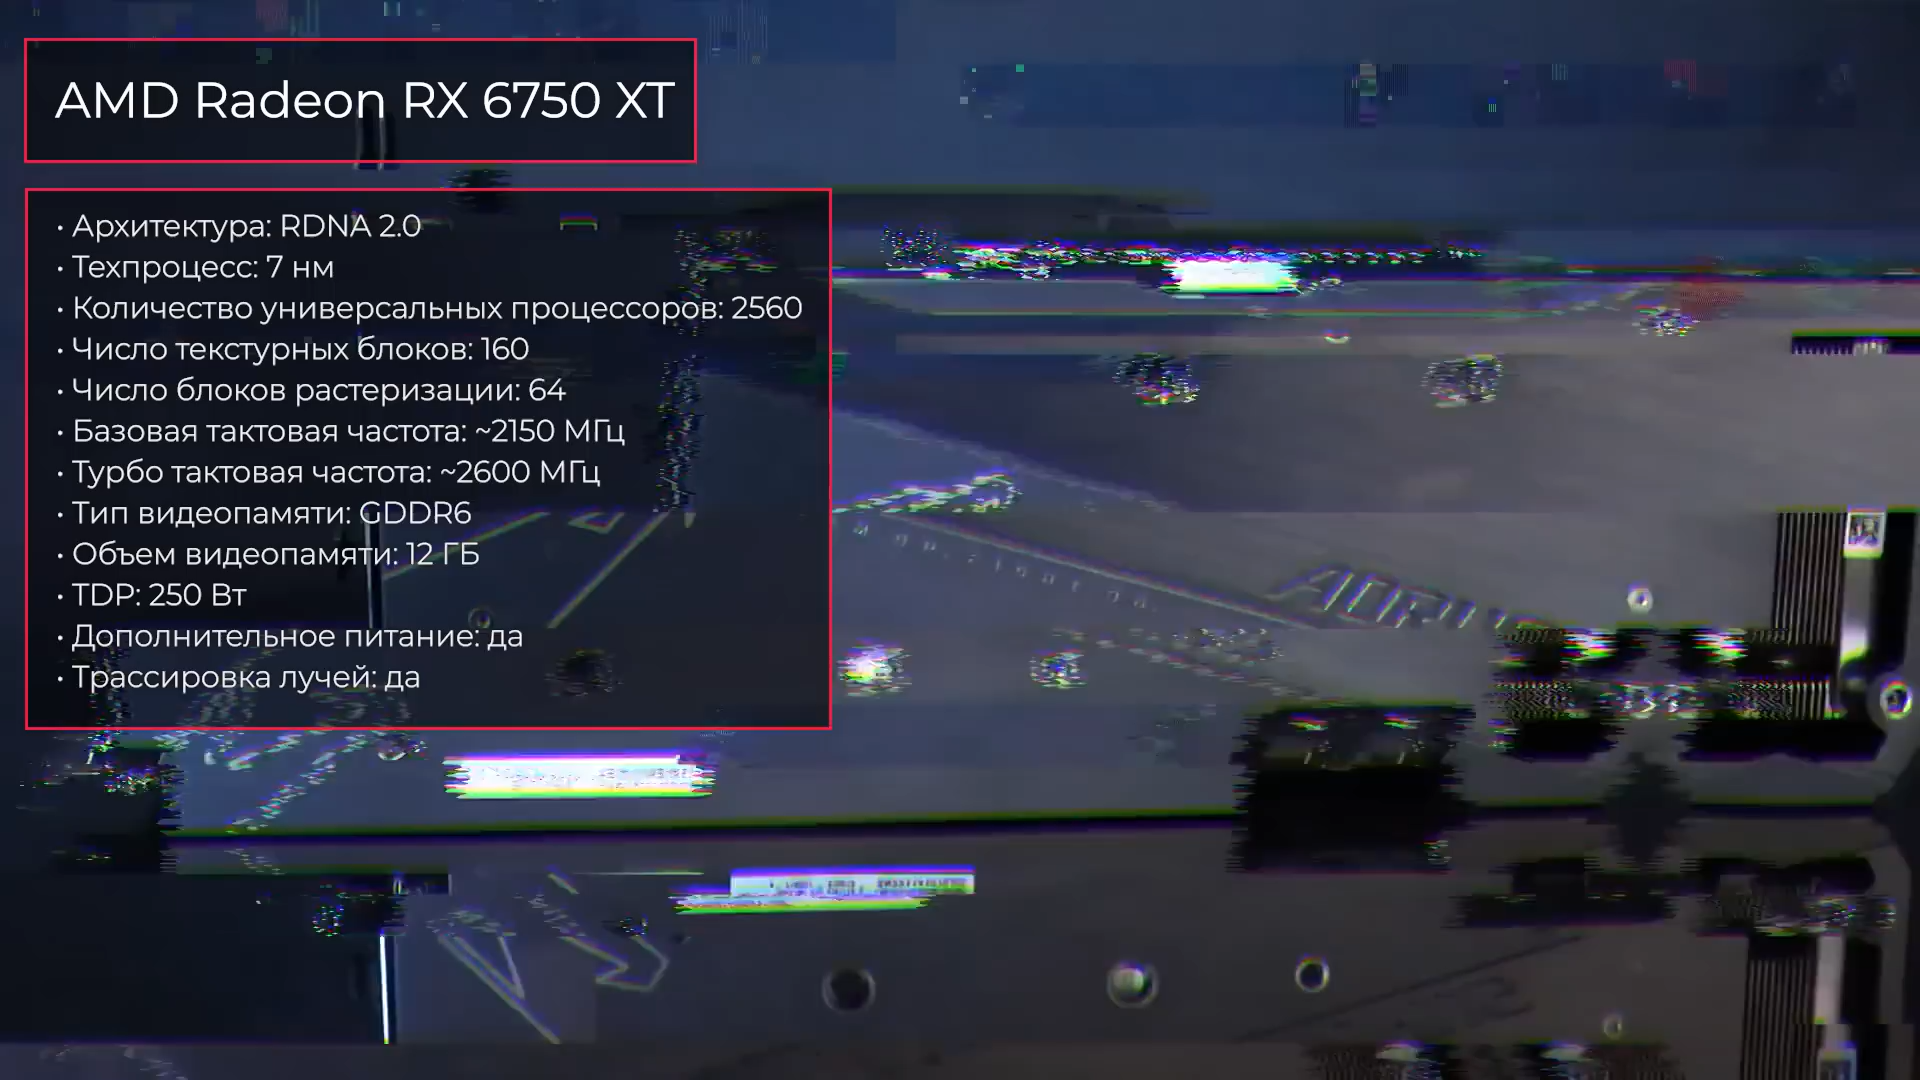 AMD Radeon RX 6750 XT
• Архитектура: RDNA 2.0
• Техпроцесс: 7 нм
• Количество универсальных процессоров: 2560
• Число текстурных блоков: 160
• Число блоков растеризации: 64
• Базовая тактовая частота: ~2150 МГц
• Турбо тактовая частота: ~2600 МГц
• Тип видеопамяти: GDDR6
• Объем видеопамяти: 12 ГБ
• TDP: 250 Вт
• Дополнительное питание: да
• Трассировка лучей: да